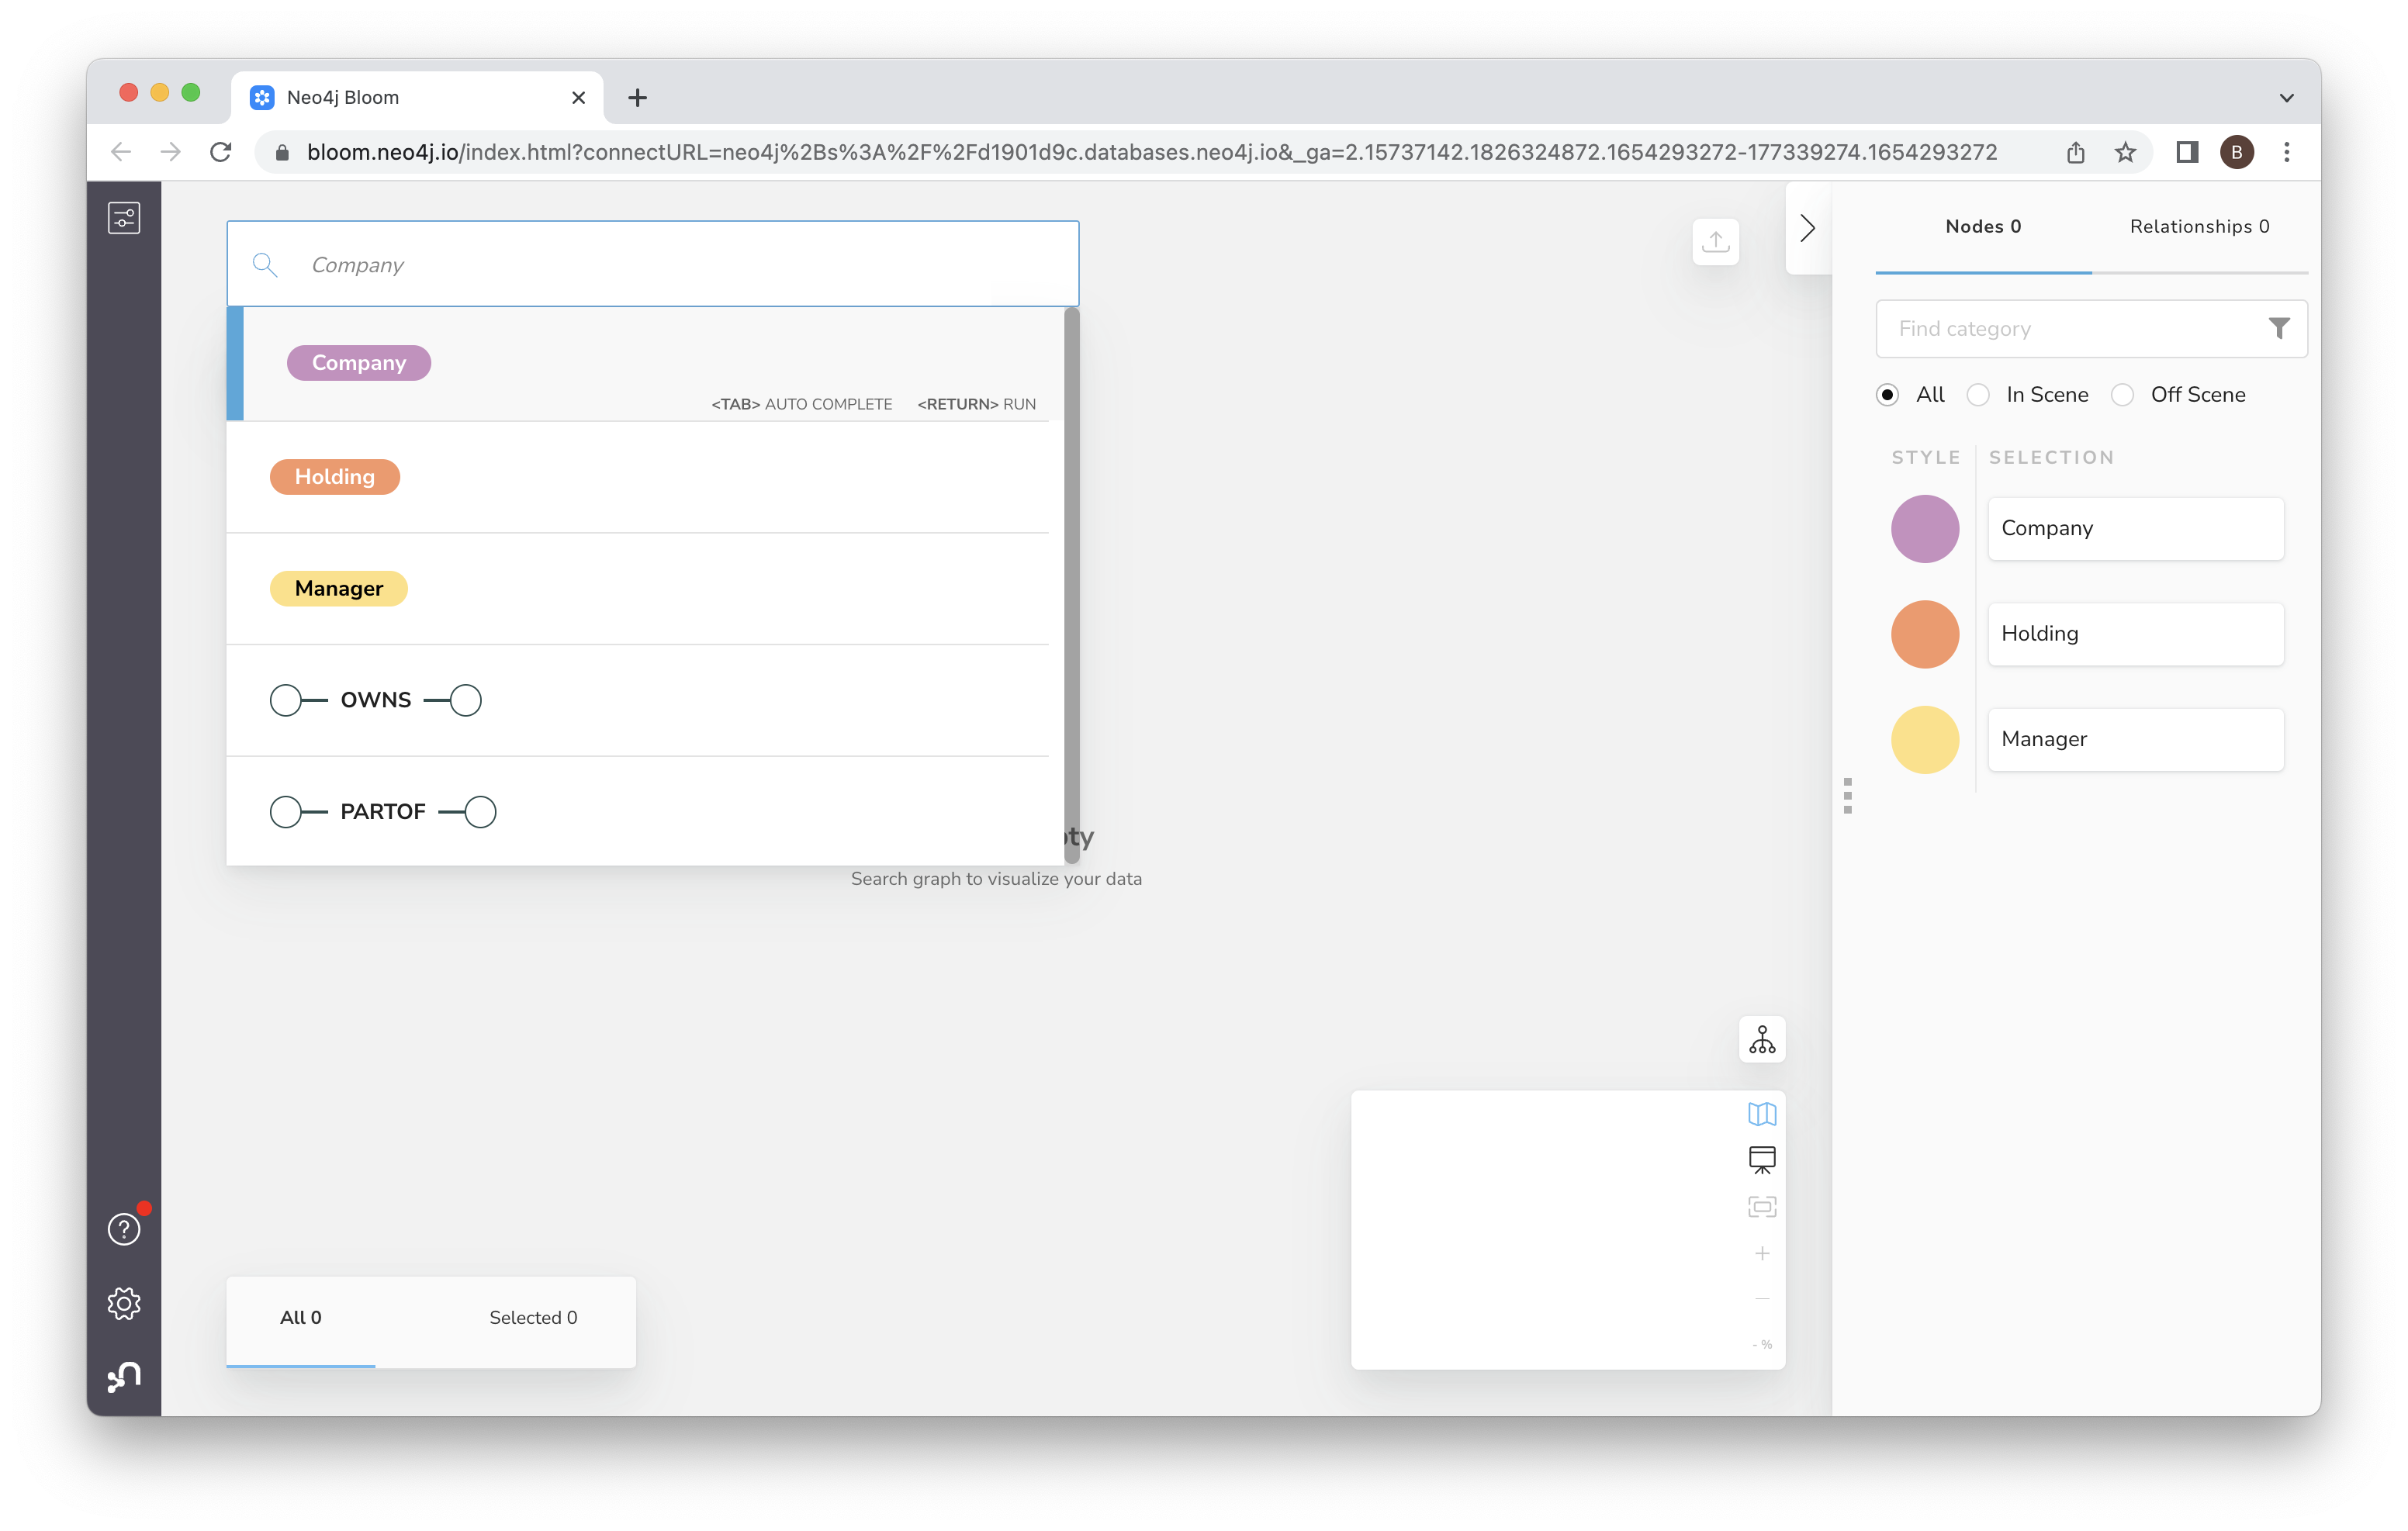 Neo4j Bloom
bloom.neo4j.io/index.html?connectURL=neo4j%2Bs%3A%2F%2Fd1901d9c.databases.neo4j.io&_ga=2.15737142.1826324872.1654293272-177339274.1654293272
B
Company
Company
<TAB> AUTO COMPLETE <RETURN> RUN
Holding
Manager
OWNS
PARTOF
Search graph to visualize your data
All 0 Selected 0
- %
Nodes 0 Relationships 0
Find category
All In Scene Off Scene
STYLE SELECTION
Company
Holding
Manager